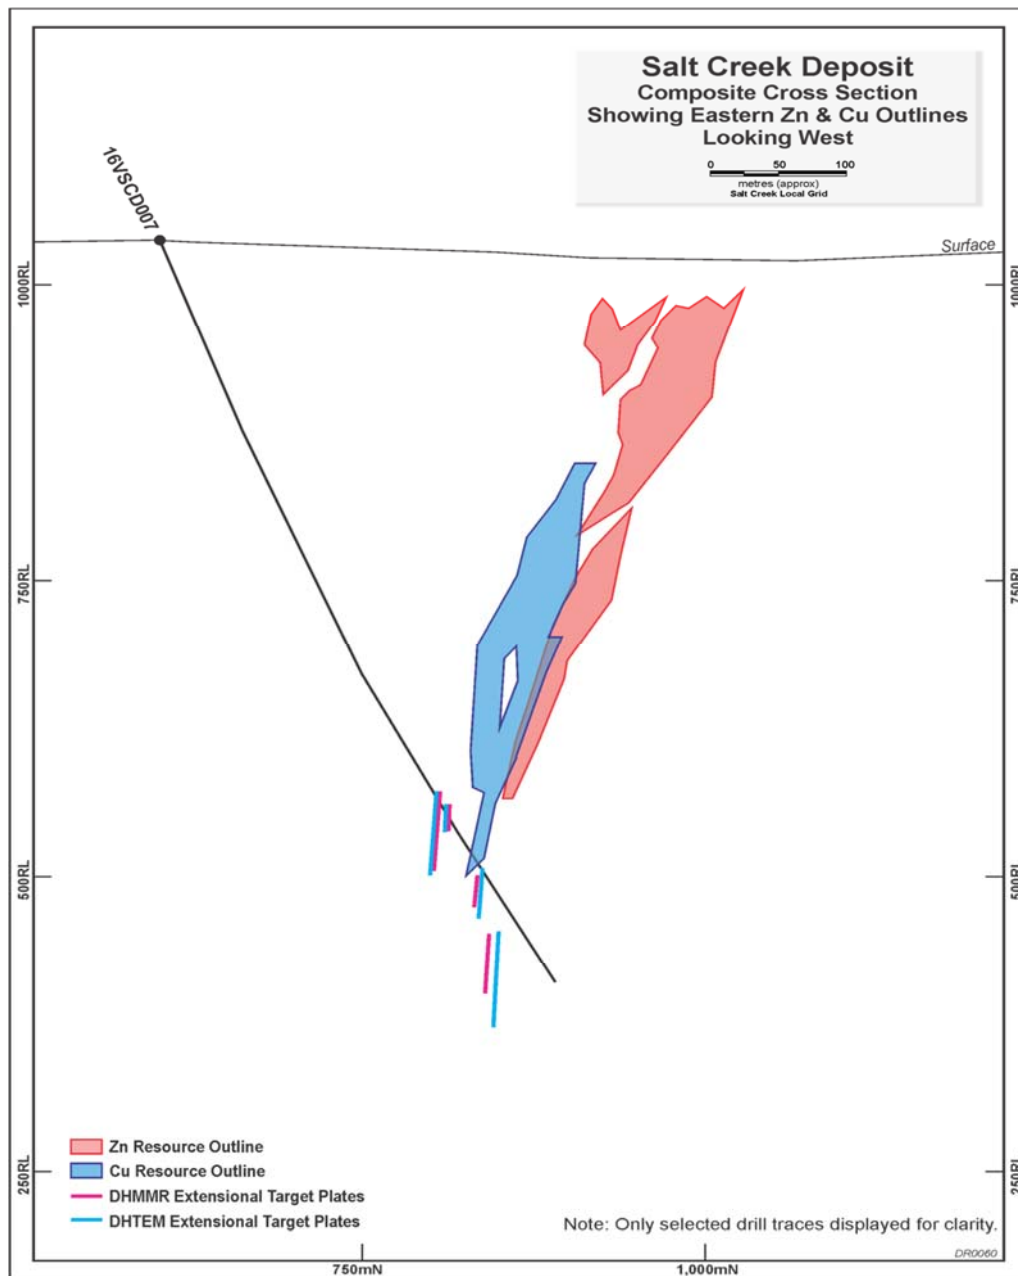 Salt Creek Deposit
Composite Cross Section
Showing Eastern Zn & Cu Outlines
Looking West
0 50 100
metres (approx)
Salt Creek Local Grid
16VSCD007
Surface
1000RL
1000RL
750RL
750RL
500RL
500RL
250RL
250RL
Zn Resource Outline
Cu Resource Outline
DHMMR Extensional Target Plates
DHTEM Extensional Target Plates
Note: Only selected drill traces displayed for clarity.
DR0060
750mN
1,000mN